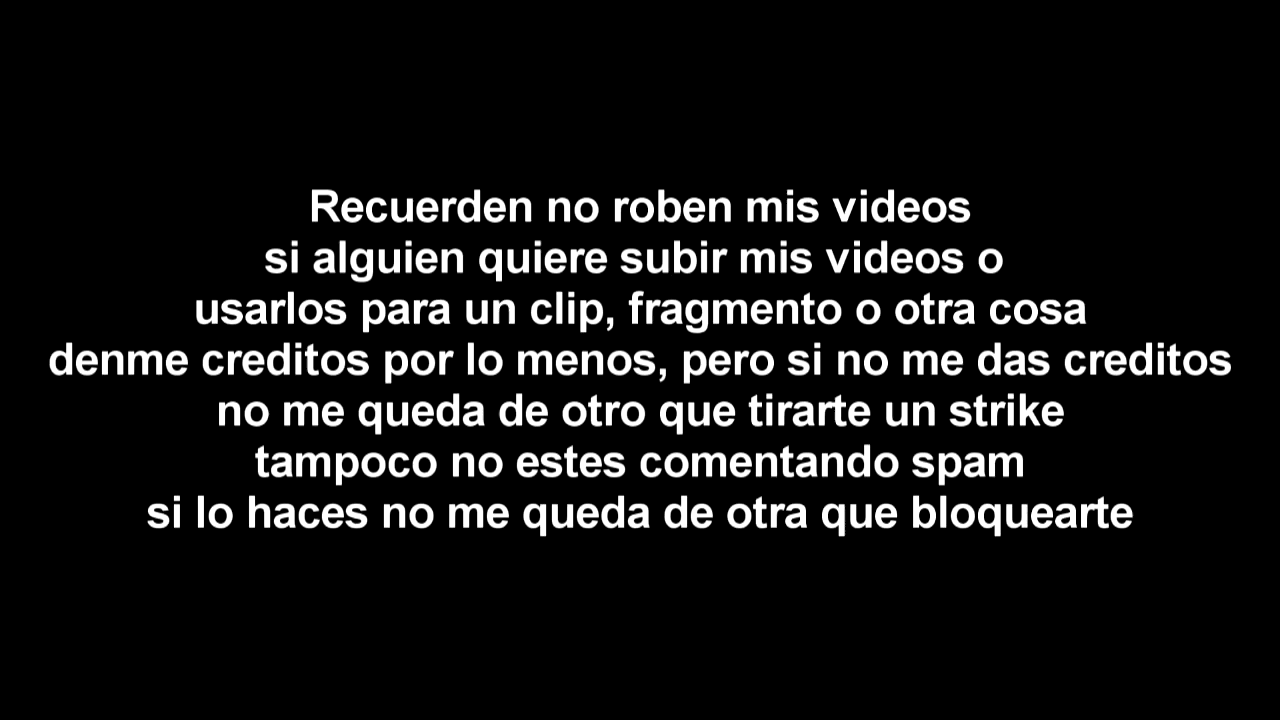 Recuerden no roben mis videos
si alguien quiere subir mis videos o
usarlos para un clip, fragmento o otra cosa
denme creditos por lo menos, pero si no me das creditos
no me queda de otro que tirarte un strike
tampoco no estes comentando spam
si lo haces no me queda de otra que bloquearte